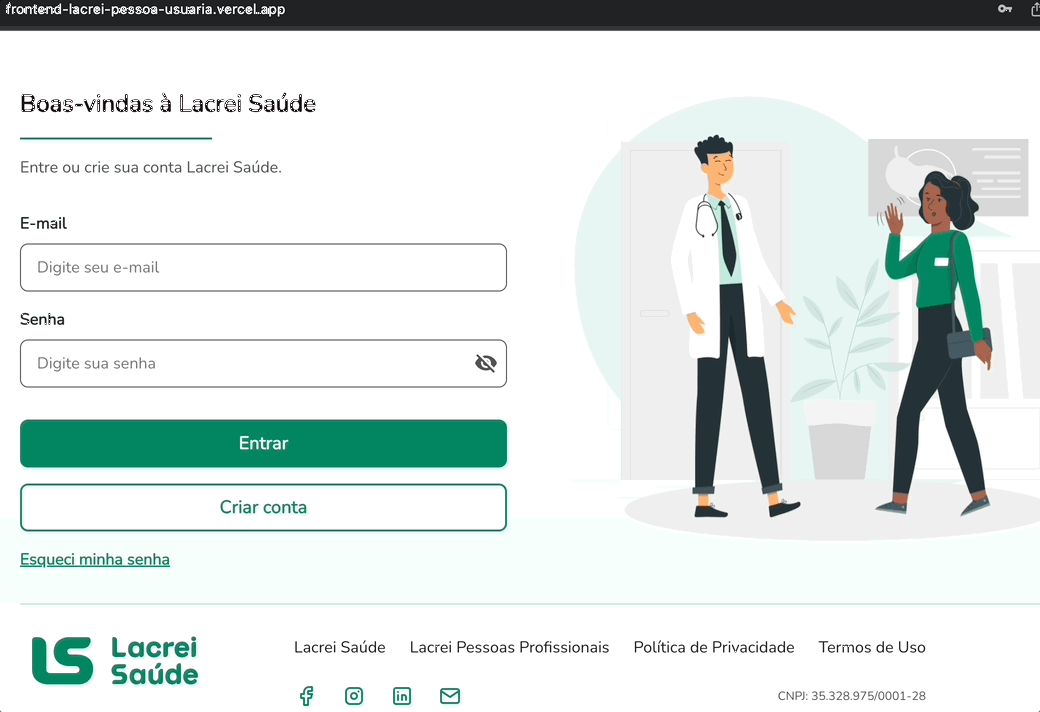 frontend-lacrei-pessoa-usuaria.vercel.app
Boas-vindas à Lacrei Saúde
Entre ou crie sua conta Lacrei Saúde.
E-mail
Digite seu e-mail
Senha
Digite sua senha
Entrar
Criar conta
Esqueci minha senha
LS Lacrei Saúde
Lacrei Saúde Lacrei Pessoas Profissionais Política de Privacidade Termos de Uso
CNPJ: 35.328.975/0001-28